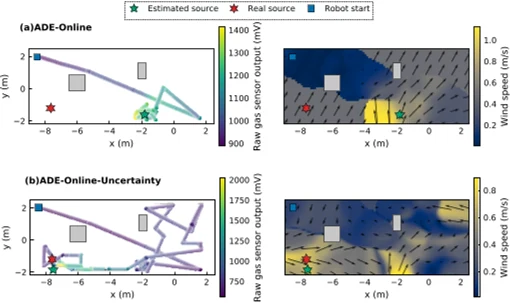 Estimated source Real source Robot start
(a)ADE-Online
y (m)
2
0
−2
−8 −6 −4 −2 0 2
x (m)
1400
1300
1200
1100
1000
900
Raw gas sensor output (mV)
−8 −6 −4 −2 0 2
x (m)
1.0
0.8
0.6
0.4
0.2
Wind speed (m/s)
(b)ADE-Online-Uncertainty
y (m)
2
0
−2
−8 −6 −4 −2 0 2
x (m)
2000
1750
1500
1250
1000
750
Raw gas sensor output (mV)
−8 −6 −4 −2 0 2
x (m)
0.8
0.6
0.4
0.2
Wind speed (m/s)